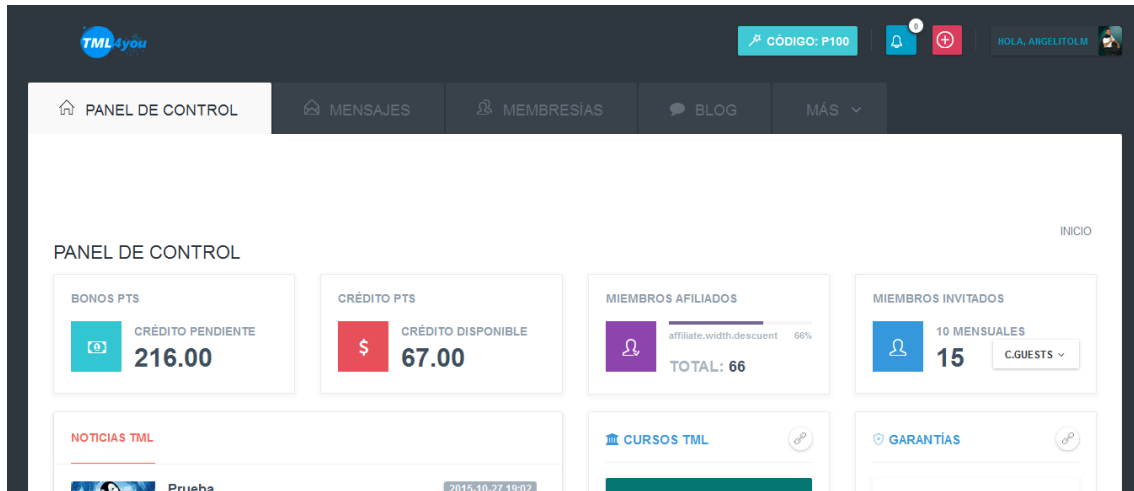 TML4you
CÓDIGO: P100
0
HOLA, ANGELITOLM
PANEL DE CONTROL
MENSAJES
MEMBRESÍAS
BLOG
MÁS
INICIO
PANEL DE CONTROL
BONOS PTS
CRÉDITO PENDIENTE
216.00
CRÉDITO PTS
$
CRÉDITO DISPONIBLE
67.00
MIEMBROS AFILIADOS
affiliate.width.descuent 66%
TOTAL: 66
MIEMBROS INVITADOS
10 MENSUALES
15
C.GUESTS
NOTICIAS TML
Prueba
2015-10-27 19:02
CURSOS TML
GARANTÍAS